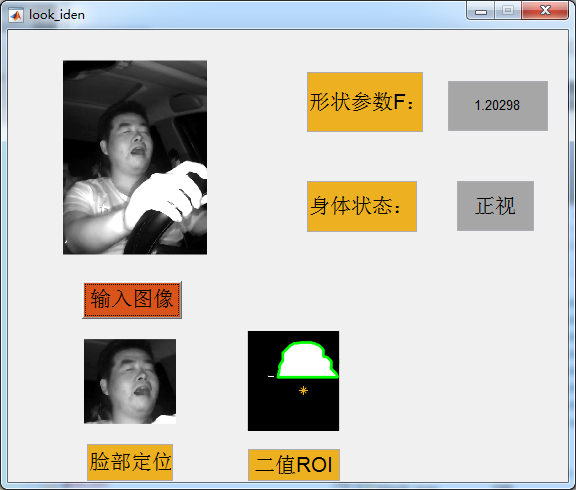 look_iden
形状参数F：
1.20298
身体状态：
正视
输入图像
脸部定位
二值ROI